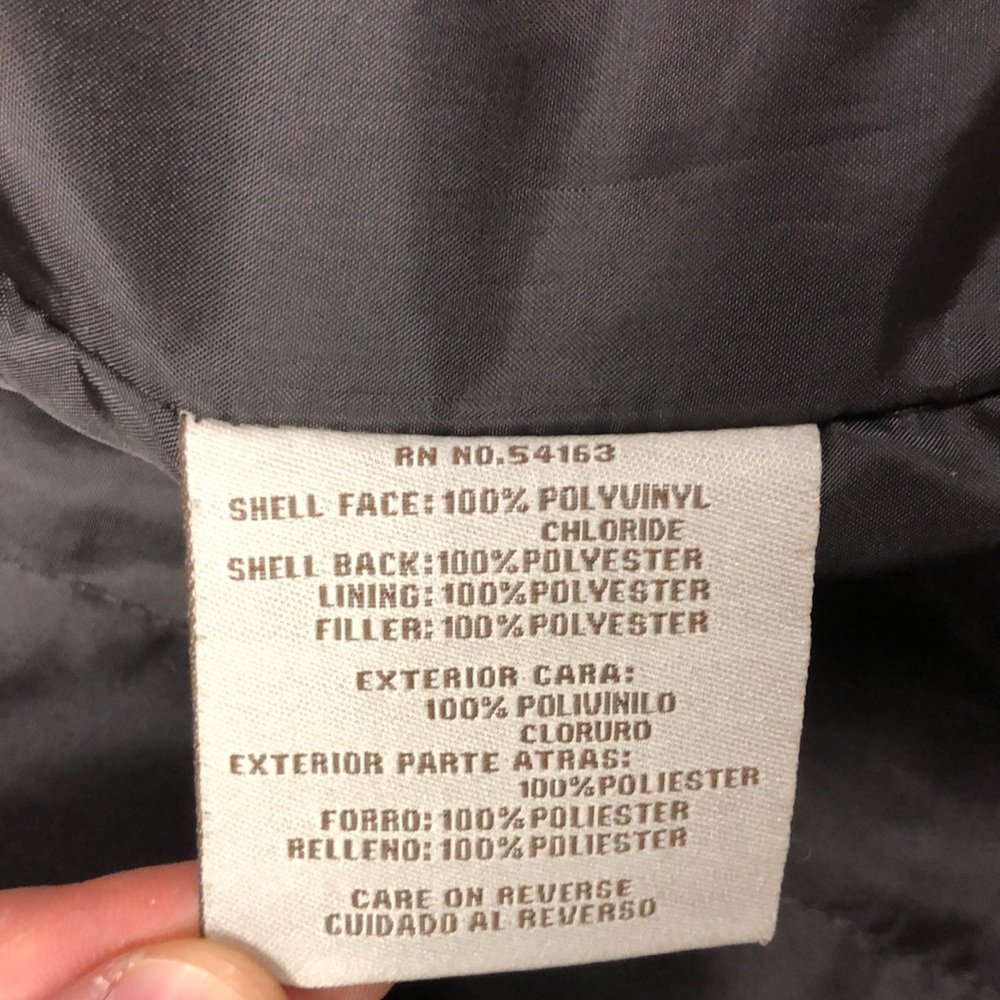 RN NO.54163
SHELL FACE: 100% POLYVINYL
CHLORIDE
SHELL BACK:100%POLYESTER
LINING: 100%POLYESTER
FILLER: 100%POLYESTER
EXTERIOR CARA:
100% POLIVINILO
CLORURO
EXTERIOR PARTE ATRAS:
100%POLIESTER
FORRO: 100%POLIESTER
RELLENO: 100%POLIESTER
CARE ON REVERSE
CUIDADO AL REVERSO